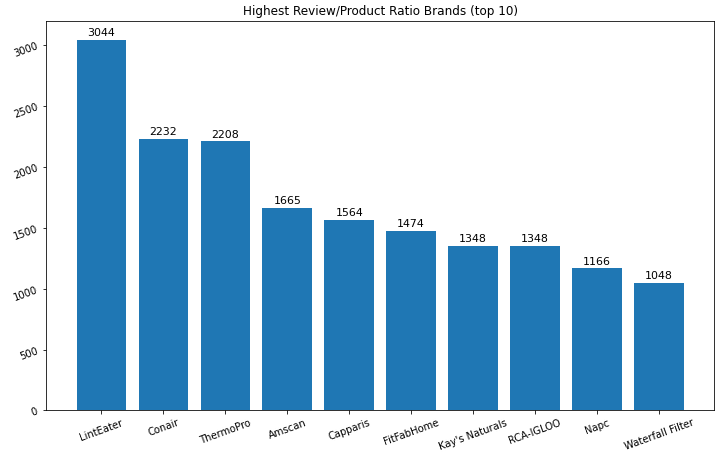 Highest Review/Product Ratio Brands (top 10)
3000
2500
2000
1500
1000
500
0
3044
2232
2208
1665
1564
1474
1348
1348
1166
1048
LintEater
Conair
ThermoPro
Amscan
Capparis
FitFabHome
Kay's Naturals
RCA-IGLOO
Napc
Waterfall Filter